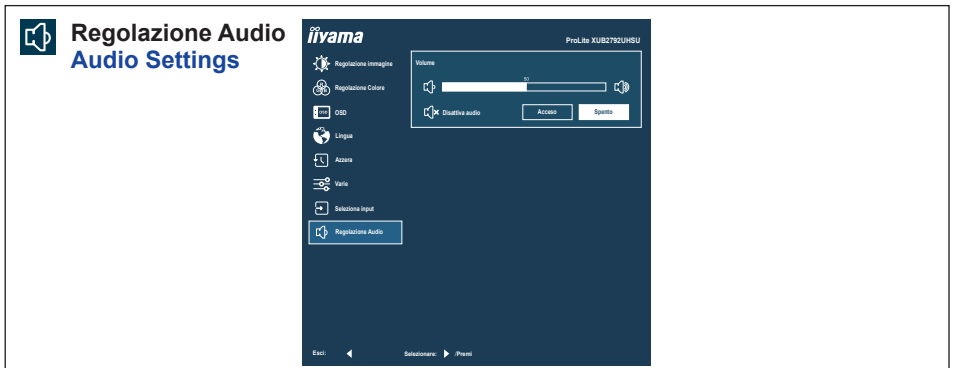 Regolazione Audio
Audio Settings
iiyama
ProLite XUB2792UHSU
Regolazione immagine
Regolazione Colore
OSD
OSD
Lingua
Azzera
Varie
Seleziona input
Regolazione Audio
Volume
50
Disattiva audio
Acceso
Spento
Esci:
Selezionare: /Premi